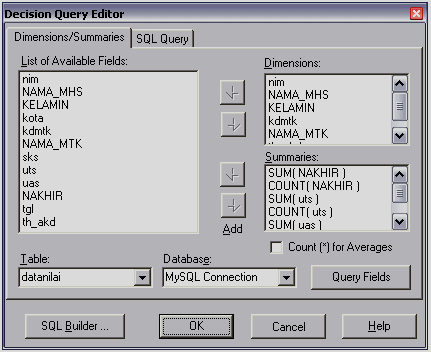 Decision Query Editor
Dimensions/Summaries
SQL Query
List of Available Fields:
nim
NAMA_MHS
KELAMIN
kota
kdmtk
NAMA_MTK
sks
uts
uas
NAKHIR
tgl
th_akd
Dimensions:
nim
NAMA_MHS
KELAMIN
kdmtk
NAMA_MTK
Summaries:
SUM( NAKHIR )
COUNT( NAKHIR )
SUM( uts )
COUNT( uts )
SUM( uas )
Add
Count (*) for Averages
Table:
datanilai
Database:
MySQL Connection
Query Fields
SQL Builder ...
OK
Cancel
Help